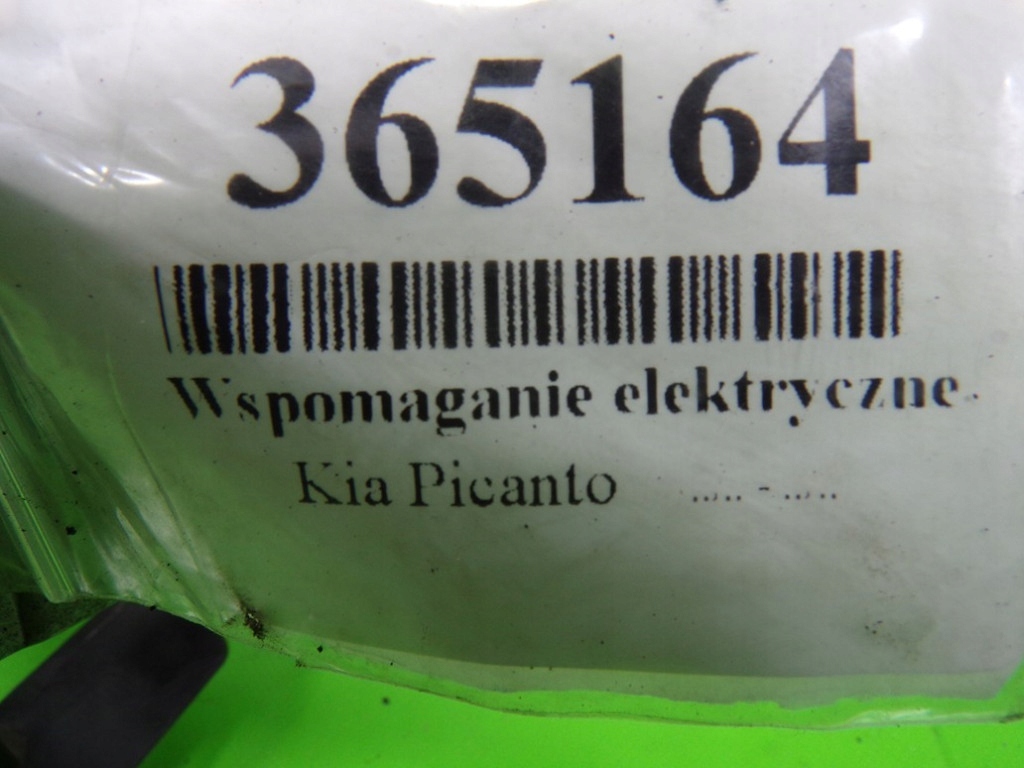 365164
Wspomaganie elektryczne
Kia Picanto